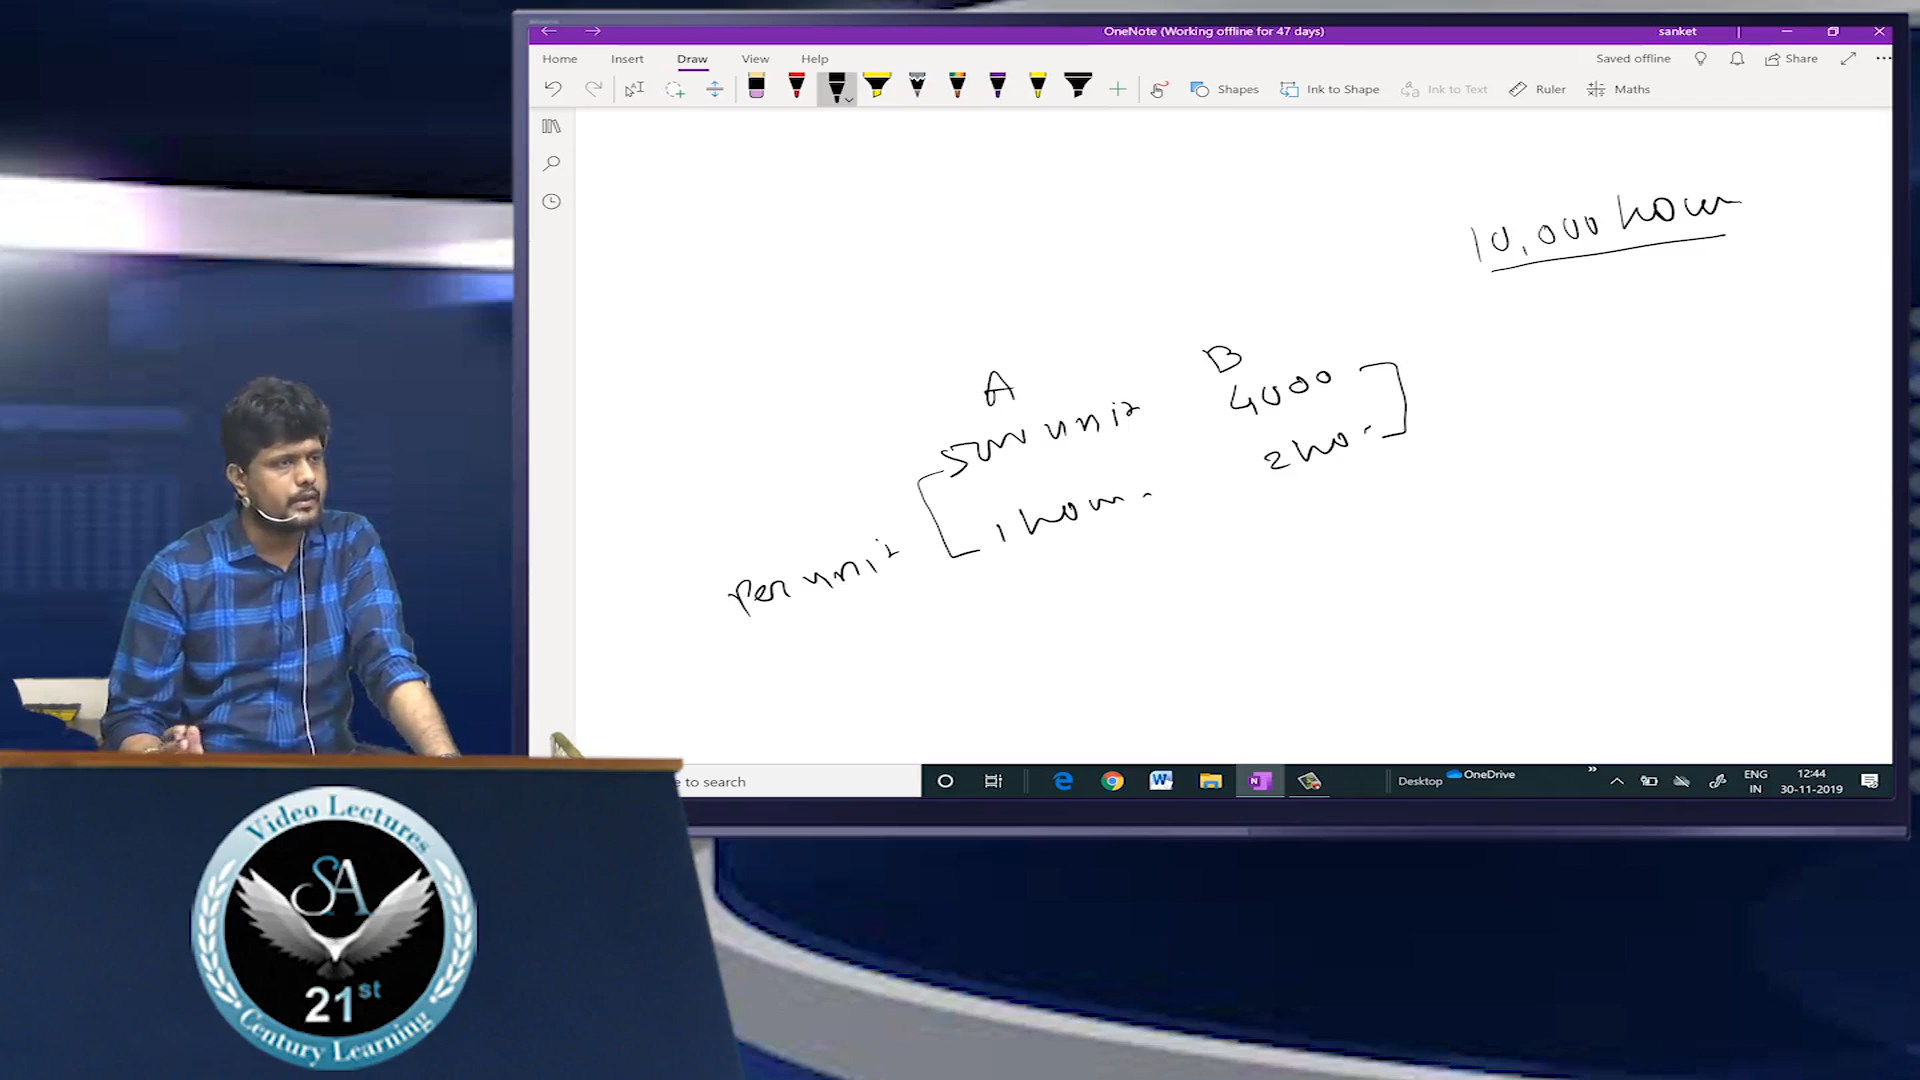 OneNote (Working offline for 47 days)
sanket
Home
Insert
Draw
View
Help
Saved offline
Share
Shapes
Ink to Shape
Ink to Text
Ruler
Maths
10,000 hour
A
B
unit
4000
2 ho.
1 hour.
Per unit
e to search
Desktop
OneDrive
ENG
IN
12:44
30-11-2019
Video Lectures
SA
21st
Century Learning